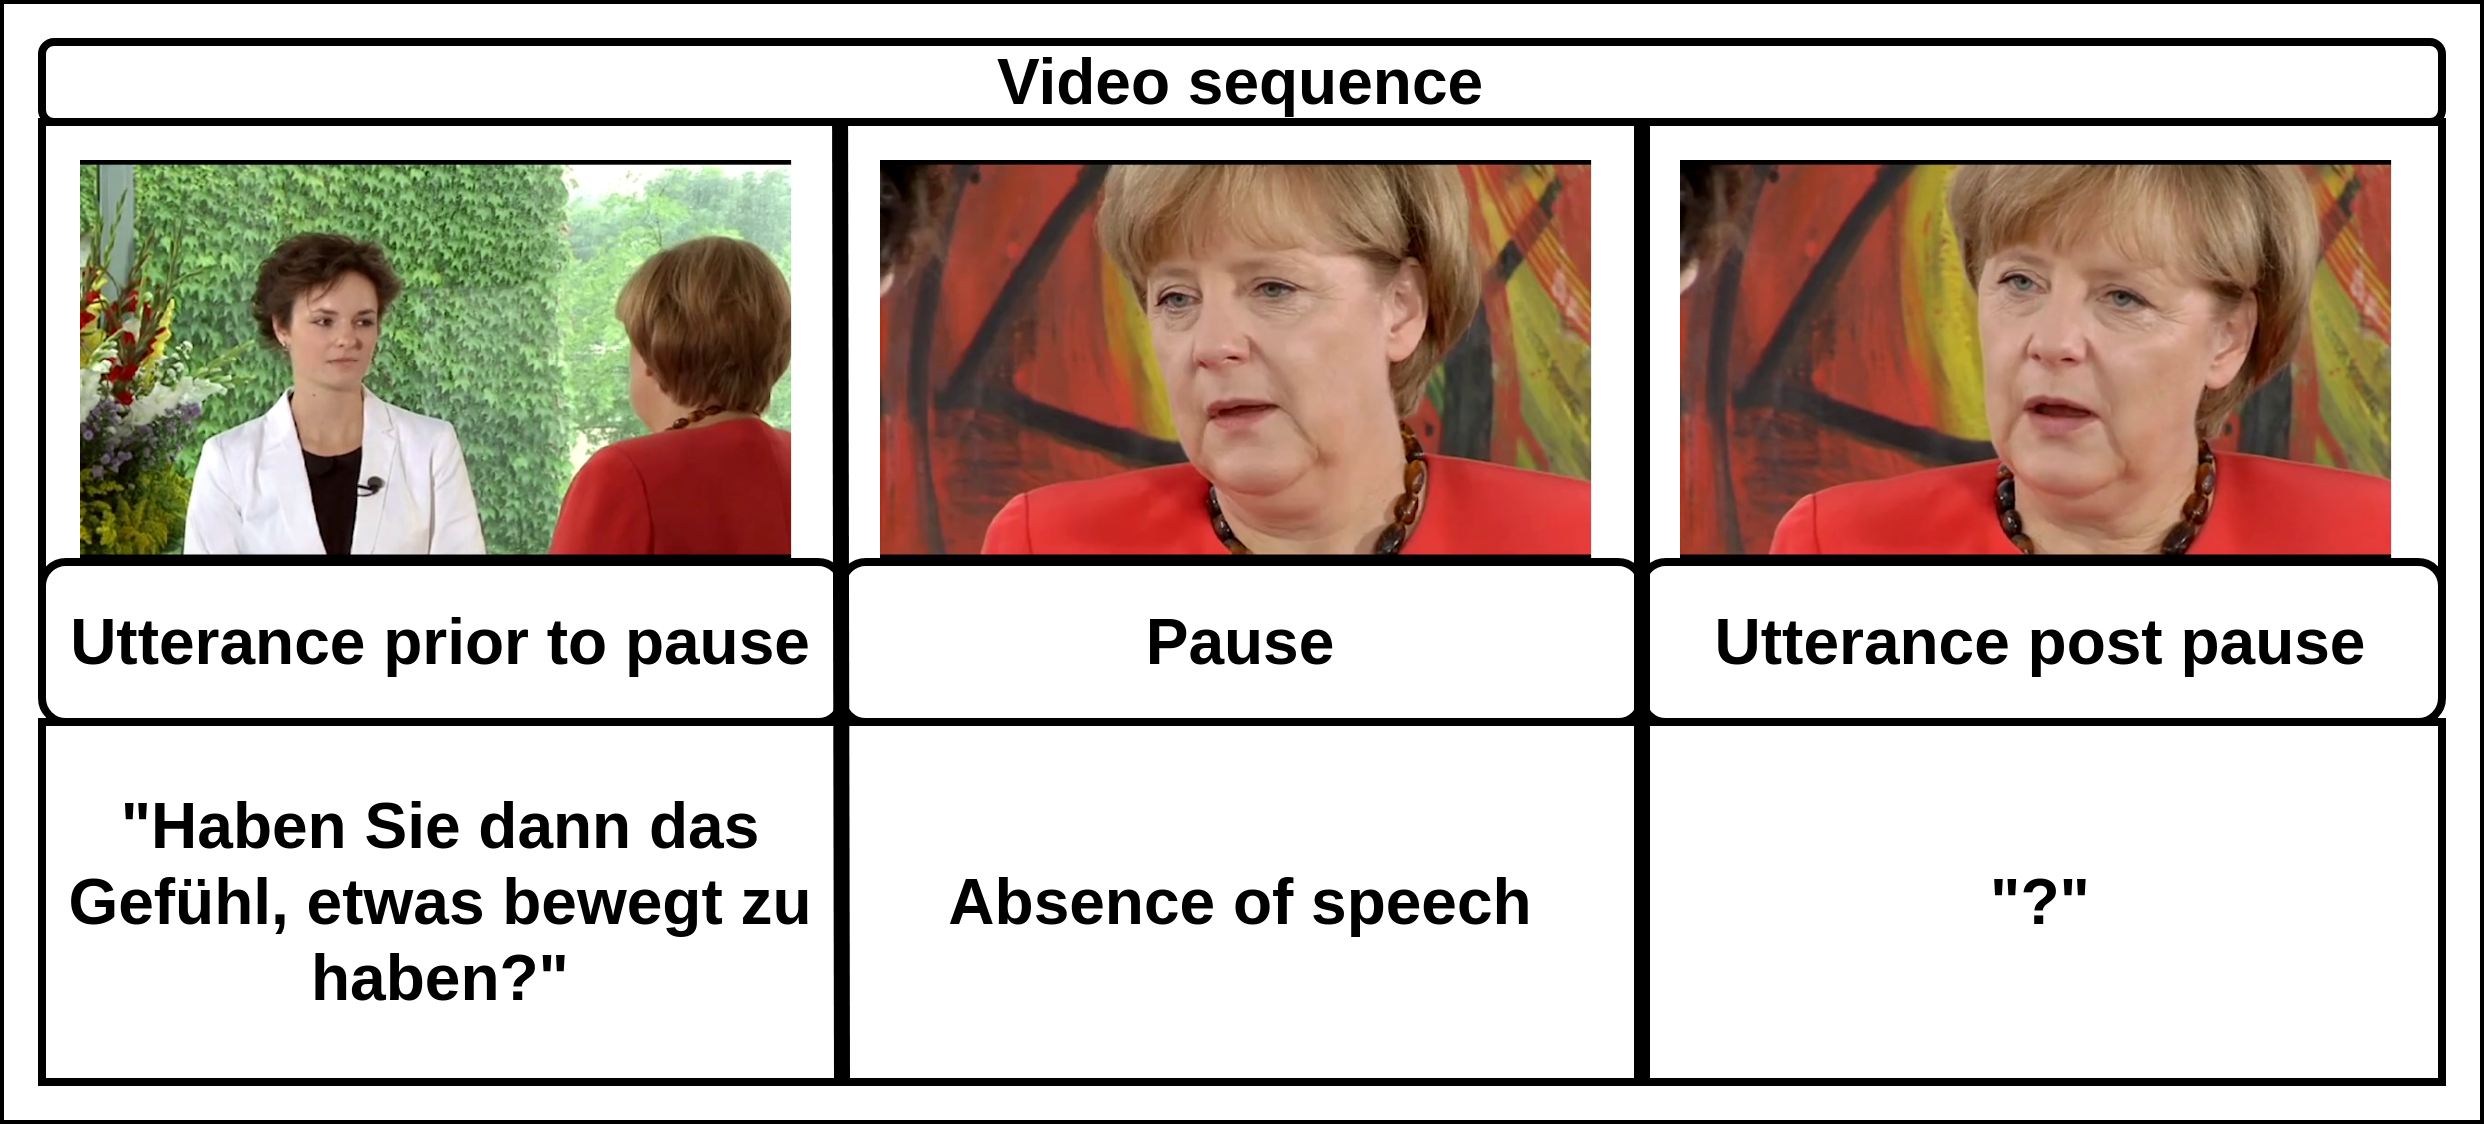 Video sequence
Utterance prior to pause
Pause
Utterance post pause
"Haben Sie dann das
Gefühl, etwas bewegt zu
haben?"
Absence of speech
"?"